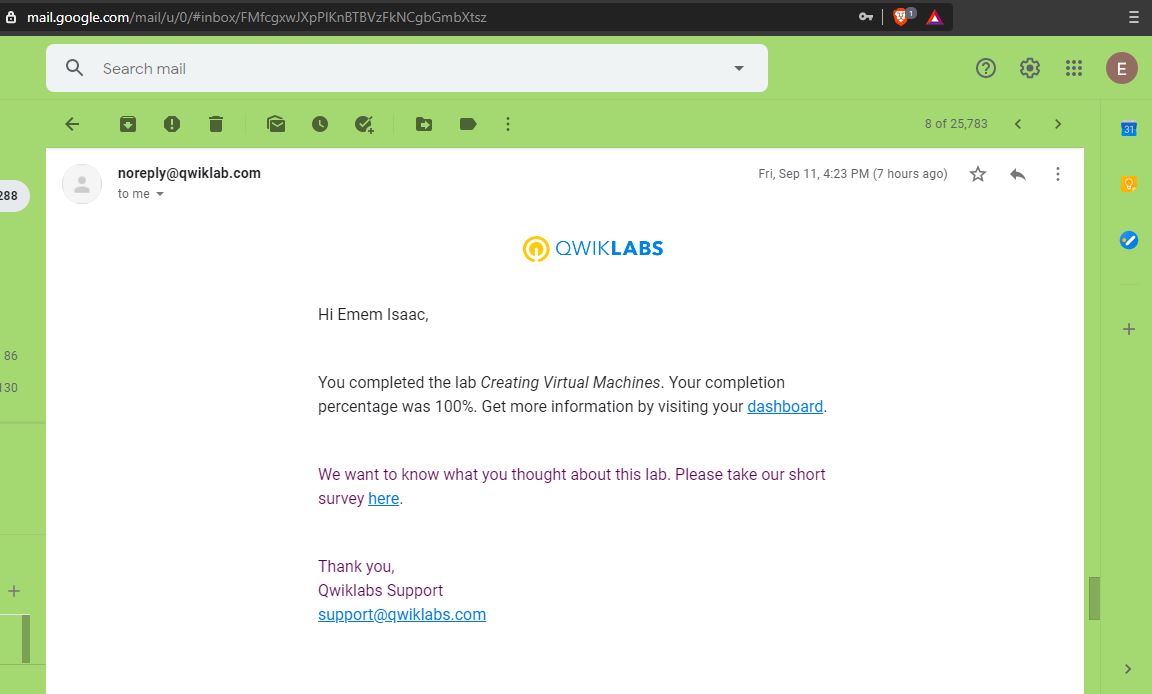 mail.google.com/mail/u/0/#inbox/FMfcgxwJXpPlKnBTBVzFkNCgbGmbXtsz
1
Search mail
E
8 of 25,783
31
noreply@qwiklab.com
Fri, Sep 11, 4:23 PM (7 hours ago)
to me
288
QWIKLABS
Hi Emem Isaac,
86
You completed the lab Creating Virtual Machines. Your completion
130
percentage was 100%. Get more information by visiting your dashboard.
We want to know what you thought about this lab. Please take our short
survey here.
Thank you,
Qwiklabs Support
support@qwiklabs.com